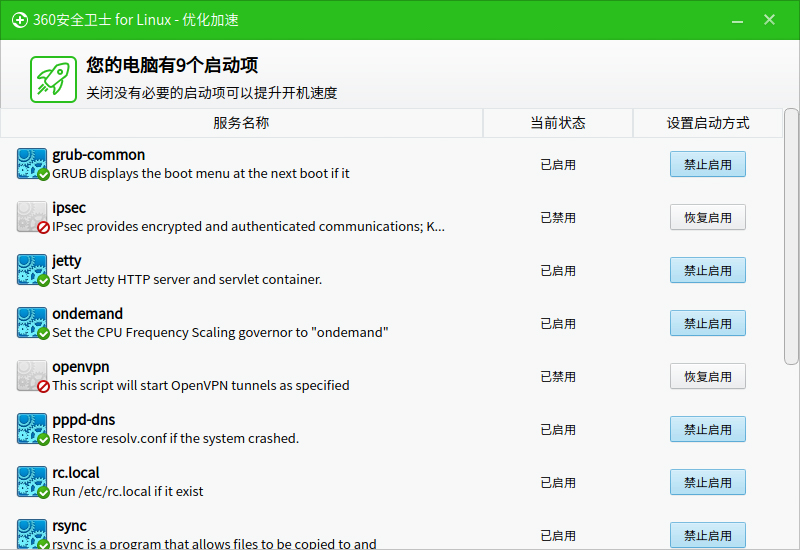 360安全卫士 for Linux - 优化加速
您的电脑有9个启动项
关闭没有必要的启动项可以提升开机速度
服务名称 当前状态 设置启动方式
grub-common
GRUB displays the boot menu at the next boot if it 已启用 禁止启用
ipsec
IPsec provides encrypted and authenticated communications; K... 已禁用 恢复启用
jetty
Start Jetty HTTP server and servlet container. 已启用 禁止启用
ondemand
Set the CPU Frequency Scaling governor to "ondemand" 已启用 禁止启用
openvpn
This script will start OpenVPN tunnels as specified 已禁用 恢复启用
pppd-dns
Restore resolv.conf if the system crashed. 已启用 禁止启用
rc.local
Run /etc/rc.local if it exist 已启用 禁止启用
rsync
rsync is a program that allows files to be copied to and 已启用 禁止启用